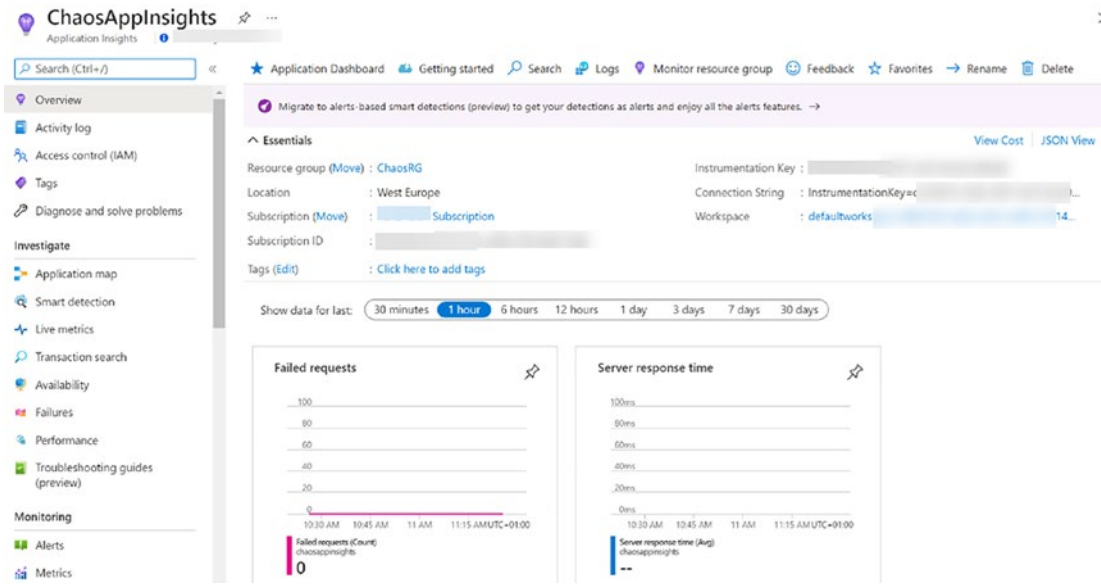 ChaosAppInsights ...
Application Insights
Search (Ctrl+/) «
Overview
Activity log
Access control (IAM)
Tags
Diagnose and solve problems
Investigate
Application map
Smart detection
Live metrics
Transaction search
Availability
Failures
Performance
Troubleshooting guides
(preview)
Monitoring
Alerts
Metrics
Application Dashboard Getting started Search Logs Monitor resource group Feedback Favorites Rename Delete
Migrate to alerts-based smart detections (preview) to get your detections as alerts and enjoy all the alerts features. →
Essentials
View Cost | JSON View
Resource group (Move) : ChaosRG
Location : West Europe
Subscription (Move) : Subscription
Subscription ID :
Tags (Edit) : Click here to add tags
Instrumentation Key :
Connection String : InstrumentationKey=
Workspace : defaultworks 14...
Show data for last: 30 minutes 1 hour 6 hours 12 hours 1 day 3 days 7 days 30 days
Failed requests
100
80
60
40
20
0
10:30 AM 10:45 AM 11 AM 11:15 AM UTC+01:00
Failed requests (Count)
chaosappinsights
0
Server response time
100ms
80ms
60ms
40ms
20ms
0ms
10:30 AM 10:45 AM 11 AM 11:15 AM UTC+01:00
Server response time (Avg)
chaosappinsights
--